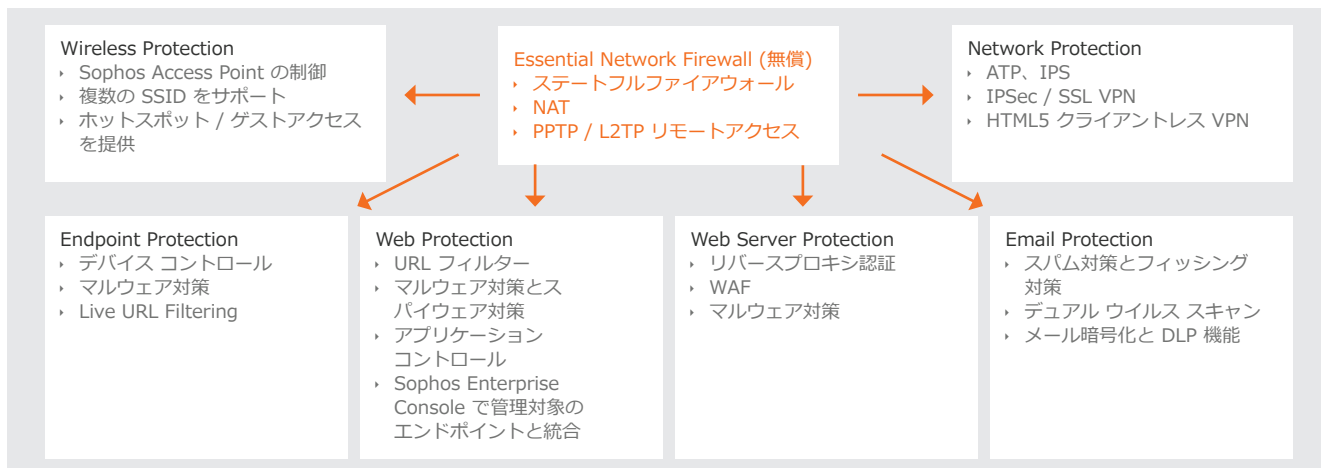 Wireless Protection
‣ Sophos Access Point の制御
‣ 複数の SSID をサポート
‣ ホットスポット / ゲストアクセス
を提供
Essential Network Firewall (無償)
‣ ステートフルファイアウォール
‣ NAT
‣ PPTP / L2TP リモートアクセス
Network Protection
‣ ATP、IPS
‣ IPSec / SSL VPN
‣ HTML5 クライアントレス VPN
Endpoint Protection
‣ デバイス コントロール
‣ マルウェア対策
‣ Live URL Filtering
Web Protection
‣ URL フィルター
‣ マルウェア対策とス
パイウェア対策
‣ アプリケーション
コントロール
‣ Sophos Enterprise
Console で管理対象の
エンドポイントと統合
Web Server Protection
‣ リバースプロキシ認証
‣ WAF
‣ マルウェア対策
Email Protection
‣ スパム対策とフィッシング
対策
‣ デュアル ウイルス スキャン
‣ メール暗号化と DLP 機能